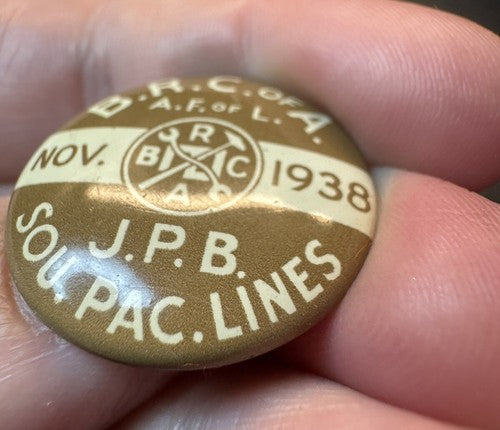 B.R.C. OF A.
A.F. OF L.
NOV.
R
B C
A
1938
J.P.B.
SOU. PAC. LINES